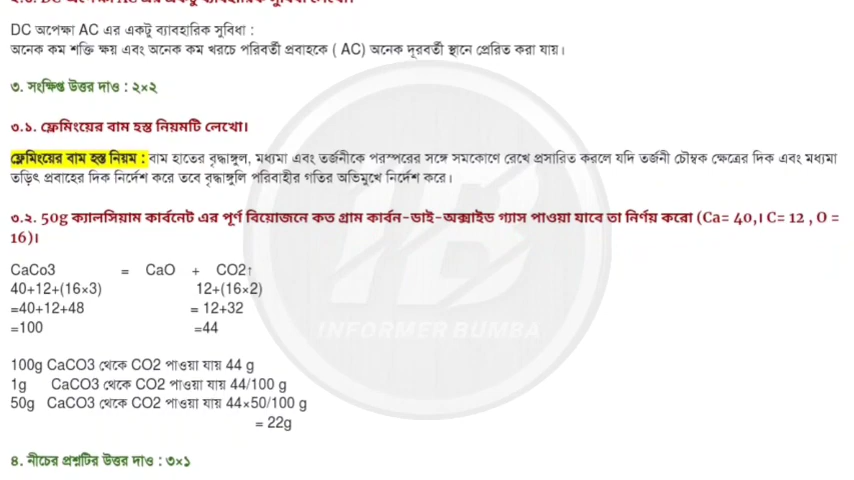 DC অপেক্ষা AC এর একটু ব্যাবহারিক সুবিধা :
অনেক কম শক্তি ক্ষয় এবং অনেক কম খরচে পরিবর্তী প্রবাহকে ( AC) অনেক দূরবর্তী স্থানে প্রেরিত করা যায়।
৩. সংক্ষিপ্ত উত্তর দাও : ২×২
৩.১. ফ্লেমিংয়ের বাম হস্ত নিয়মটি লেখো।
ফ্লেমিংয়ের বাম হস্ত নিয়ম : বাম হাতের বৃদ্ধাঙ্গুল, মধ্যমা এবং তর্জনীকে পরস্পরের সঙ্গে সমকোণে রেখে প্রসারিত করলে যদি তর্জনী চৌম্বক ক্ষেত্রের দিক এবং মধ্যমা
তড়িৎ প্রবাহের দিক নির্দেশ করে তবে বৃদ্ধাঙ্গুলি পরিবাহীর গতির অভিমুখে নির্দেশ করে।
৩.২. 50g ক্যালসিয়াম কার্বনেট এর পূর্ণ বিয়োজনে কত গ্রাম কার্বন-ডাই-অক্সাইড গ্যাস পাওয়া যাবে তা নির্ণয় করো (Ca= 40,। C= 12 , O =
16)।
CaCo3 = CaO + CO2↑
40+12+(16×3) 12+(16×2)
=40+12+48 = 12+32
=100 =44
INFORMER BUMBA
100g CaCO3 থেকে CO2 পাওয়া যায় 44 g
1g CaCO3 থেকে CO2 পাওয়া যায় 44/100 g
50g CaCO3 থেকে CO2 পাওয়া যায় 44×50/100 g
= 22g
৪. নীচের প্রশ্নটির উত্তর দাও : ৩×১